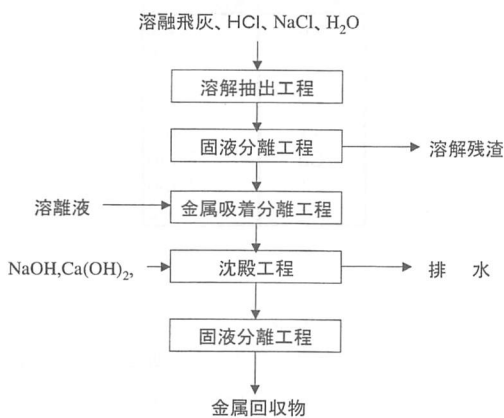 溶融飛灰、HCl、NaCl、H2O
溶解抽出工程
固液分離工程
溶解残渣
溶離液
金属吸着分離工程
NaOH,Ca(OH)2,
沈殿工程
排 水
固液分離工程
金属回収物